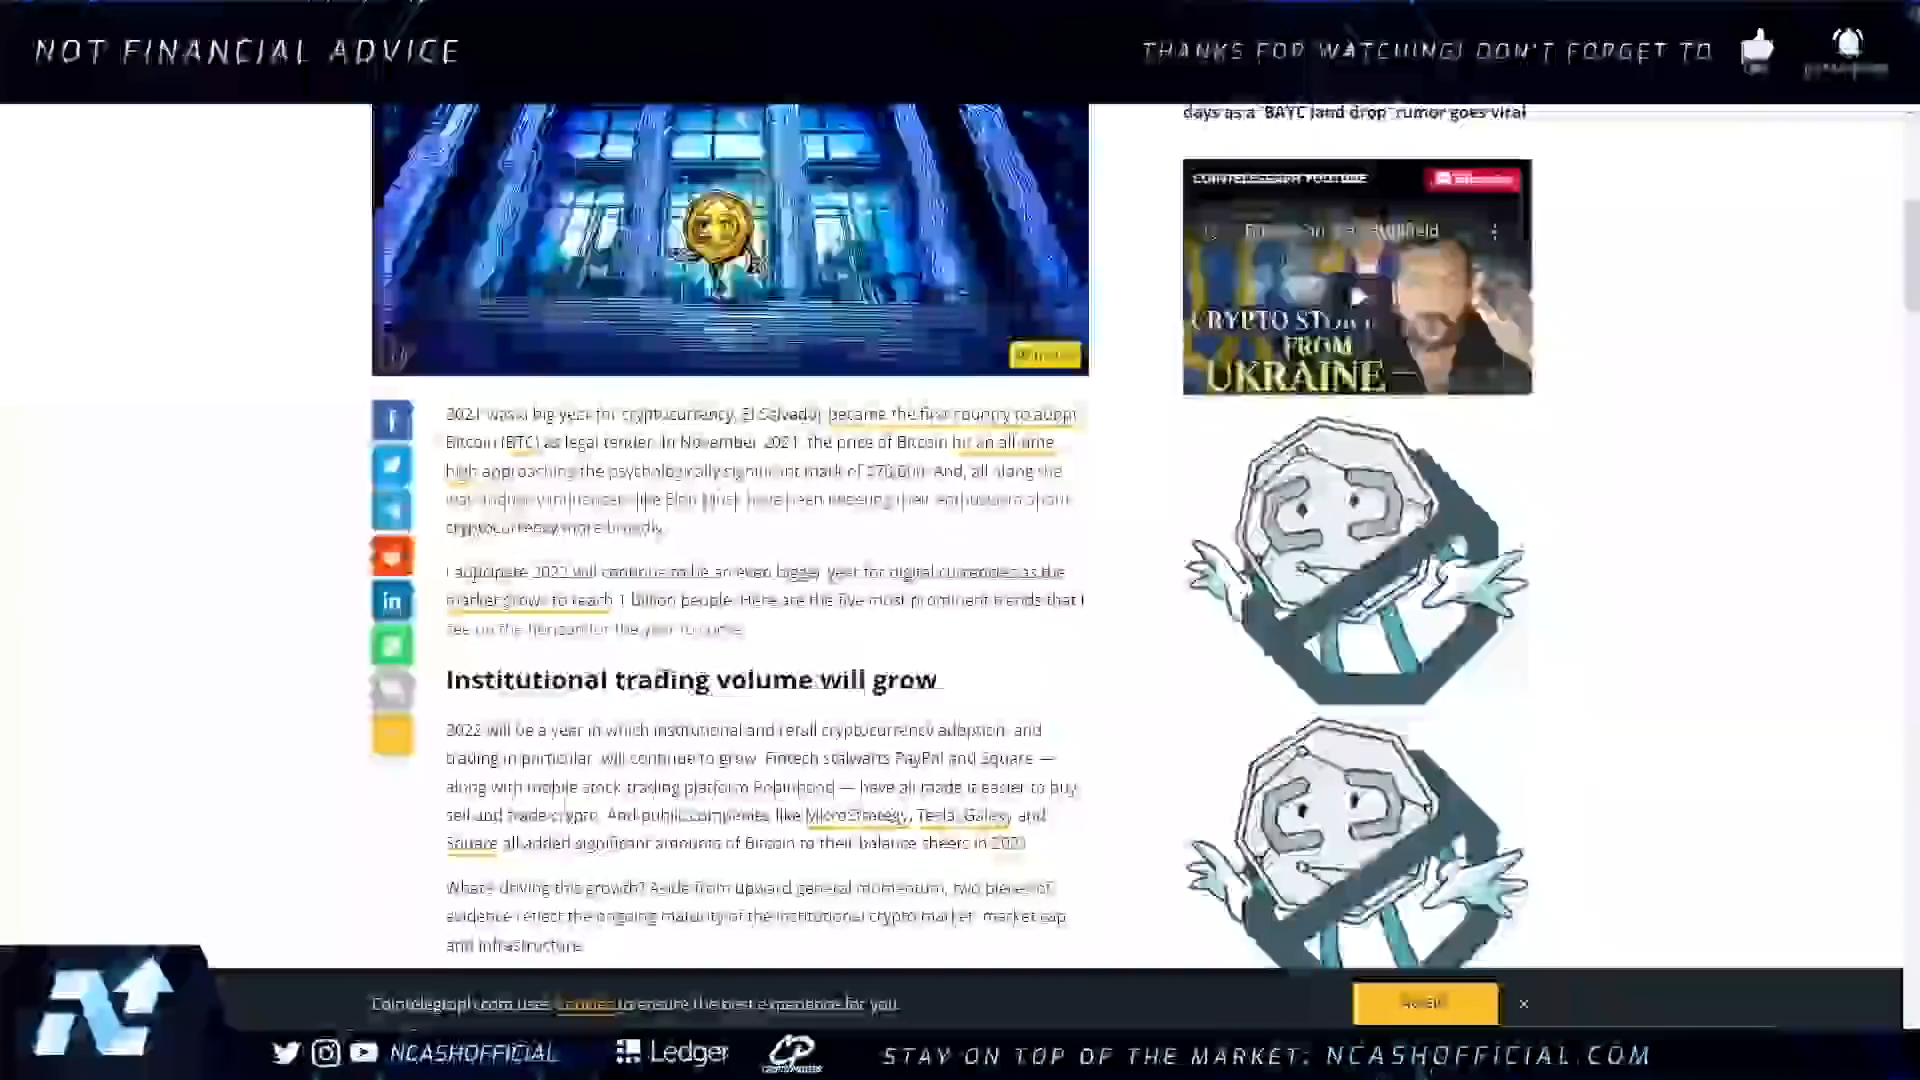 NOT FINANCIAL ADVICE
THANKS FOR WATCHING! DON'T FORGET TO
days as a "BAYC land drop" rumor goes viral
CRYPTO STORIES
FROM
UKRAINE
2021 was a big year for cryptocurrency. El Salvador became the first country to adopt
Bitcoin (BTC) as legal tender. In November 2021, the price of Bitcoin hit an all-time
high approaching the psychologically significant mark of $70,000. And, all along the
like Elon Musk have been tweeting their enthusiasm about
cryptocurrency more broadly.
I anticipate 2022 will continue to be an even bigger year for digital currencies as the
market grows to reach 1 billion people. Here are the five most prominent trends that I
see on the horizon for the year to come.
Institutional trading volume will grow
2022 will be a year in which institutional and retail cryptocurrency adoption, and
trading in particular, will continue to grow. Fintech stalwarts PayPal and Square —
along with mobile stock trading platform Robinhood — have all made it easier to buy,
sell and trade crypto. And public companies like MicroStrategy, Tesla, Galaxy and
Square all added significant amounts of Bitcoin to their balance sheets in 2021.
What's driving this growth? Aside from upward general momentum, two pieces of
evidence reflect the ongoing maturity of the institutional crypto market: market cap
and infrastructure.
Cointelegraph.com uses Cookies to ensure the best experience for you.
NCASHOFFICIAL
Ledger
CP
STAY ON TOP OF THE MARKET: NCASHOFFICIAL.COM